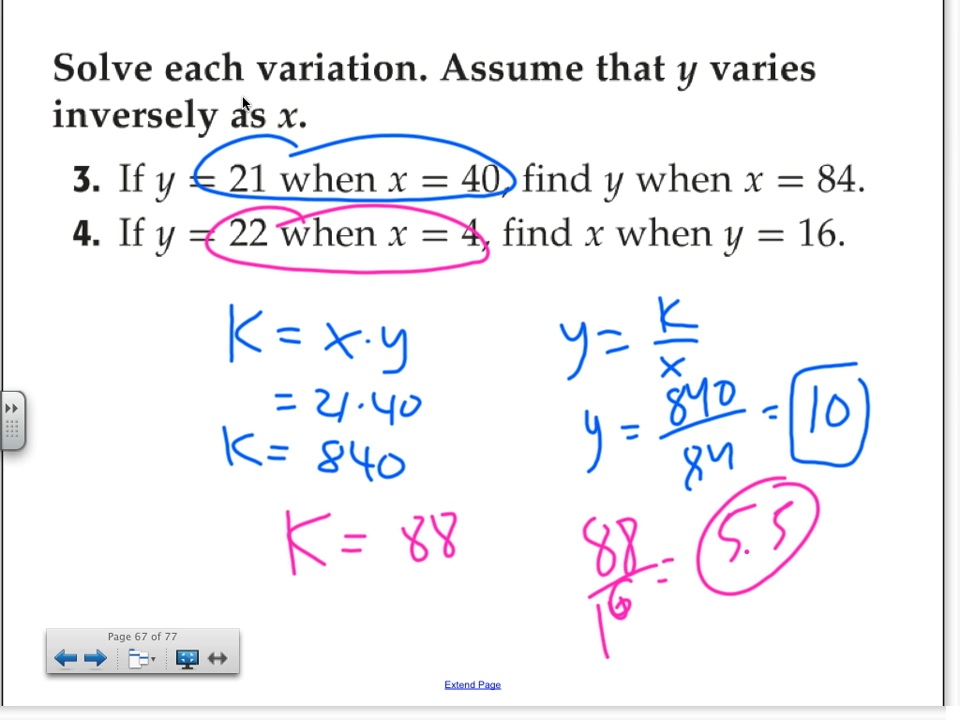 Solve each variation. Assume that y varies
inversely as x.
3. If y = 21 when x = 40, find y when x = 84.
4. If y = 22 when x = 4, find x when y = 16.
K = x·y
= 21·40
K = 840
y = K/x
y = 840/84 = 10
K = 88
88/16 = 5.5
Page 67 of 77
Extend Page